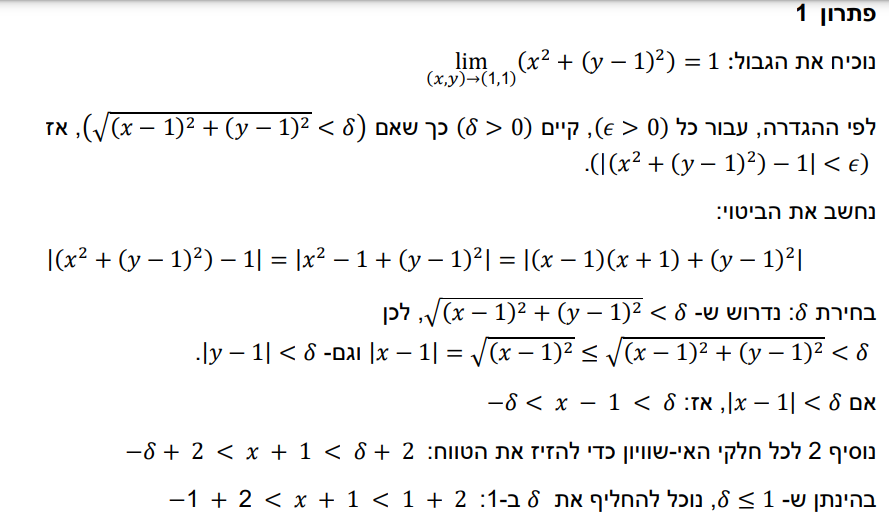 פתרון 1
נוכיח את הגבול: lim_{(x,y)→(1,1)} (x² + (y − 1)²) = 1
לפי ההגדרה, עבור כל (ϵ > 0), קיים (δ > 0) כך שאם (√((x − 1)² + (y − 1)²) < δ), אז
(|(x² + (y − 1)²) − 1| < ϵ).
נחשב את הביטוי:
|(x² + (y − 1)²) − 1| = |x² − 1 + (y − 1)²| = |(x − 1)(x + 1) + (y − 1)²|
בחירת δ: נדרוש ש- √((x − 1)² + (y − 1)²) < δ, לכן
|x − 1| = √((x − 1)²) ≤ √((x − 1)² + (y − 1)²) < δ וגם- |y − 1| < δ.
אם |x − 1| < δ, אז: −δ < x − 1 < δ
נוסיף 2 לכל חלקי האי-שוויון כדי להזיז את הטווח: −δ + 2 < x + 1 < δ + 2
בהינתן ש- δ ≤ 1, נוכל להחליף את δ ב-1: −1 + 2 < x + 1 < 1 + 2